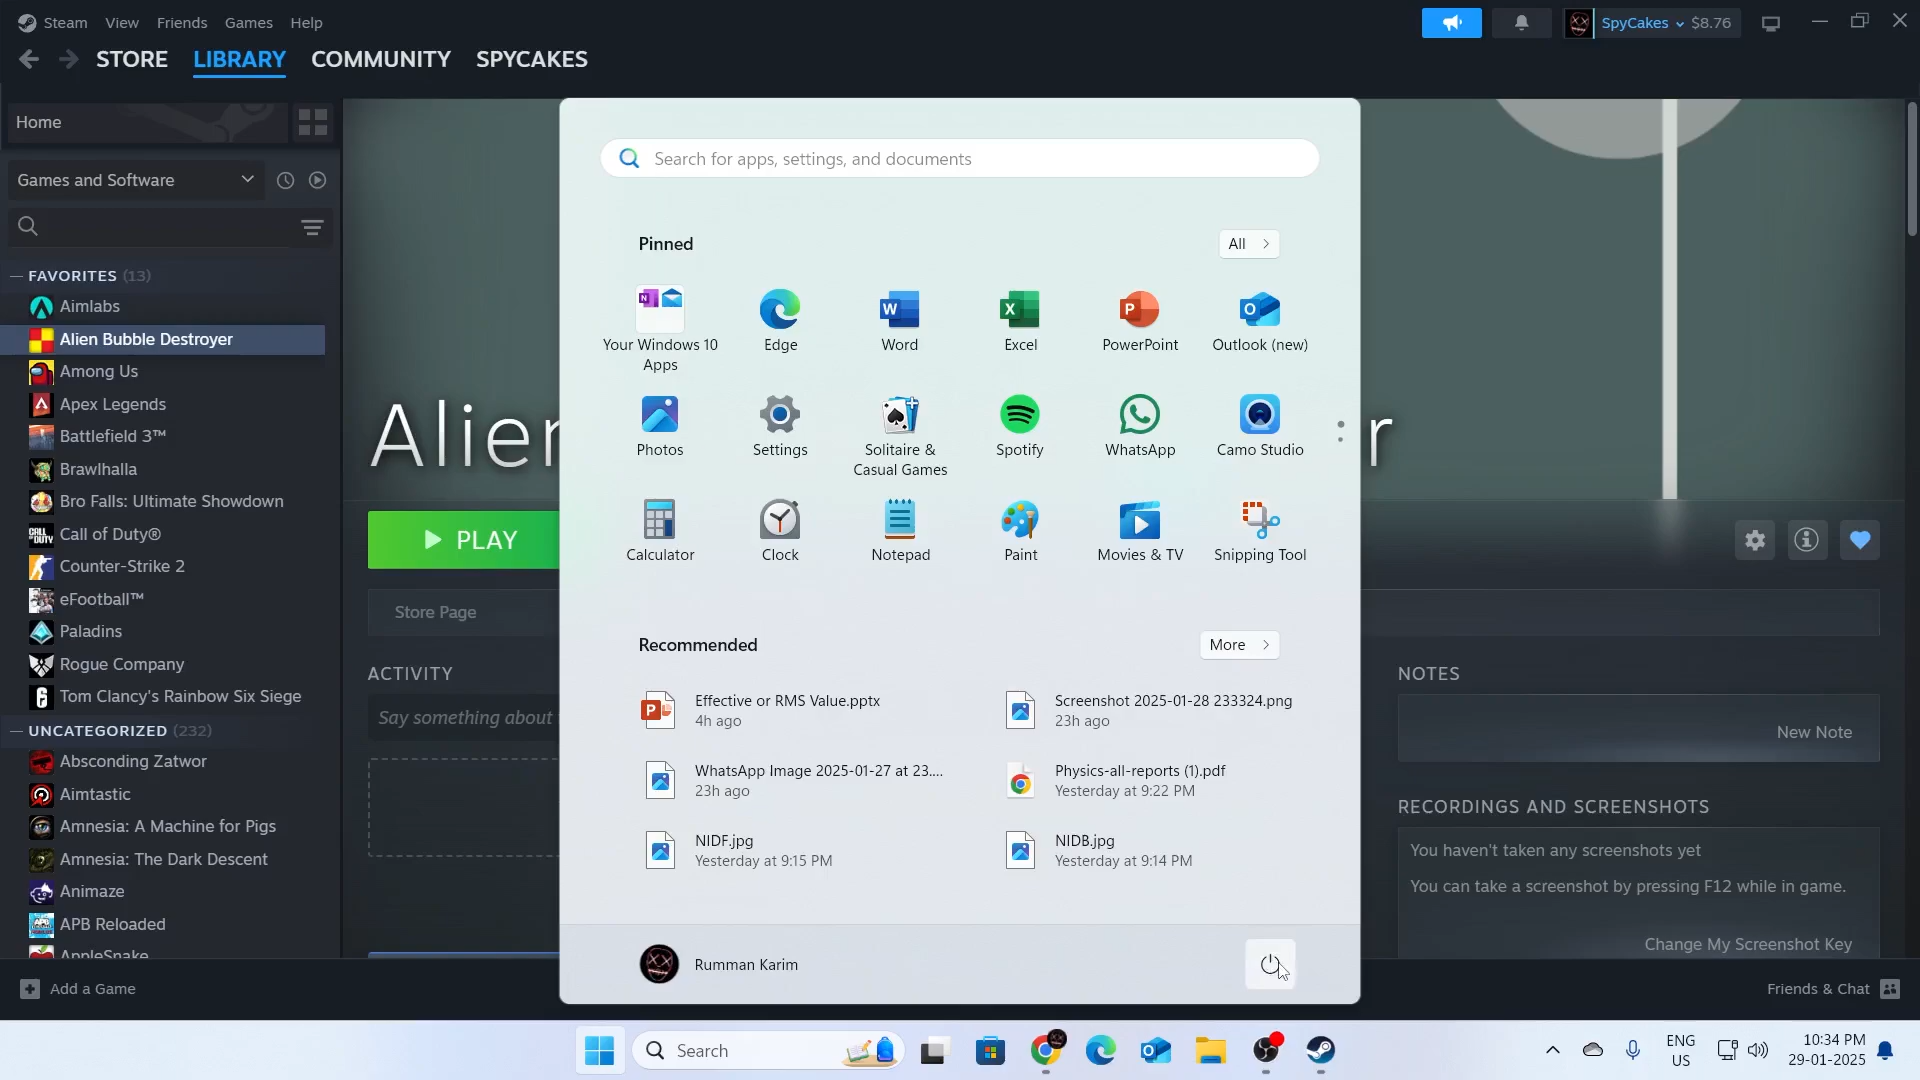 Steam View Friends Games Help
SpyCakes $8.76
STORE LIBRARY COMMUNITY SPYCAKES
Home
Games and Software
FAVORITES (13)
Aimlabs
Alien Bubble Destroyer
Among Us
Apex Legends
Battlefield 3™
Brawlhalla
Bro Falls: Ultimate Showdown
Call of Duty®
Counter-Strike 2
eFootball™
Paladins
Rogue Company
Tom Clancy's Rainbow Six Siege
UNCATEGORIZED (232)
Absconding Zatwor
Aimtastic
Amnesia: A Machine for Pigs
Amnesia: The Dark Descent
Animaze
APB Reloaded
AppleSnake
Add a Game
Alien
r
PLAY
Store Page
ACTIVITY
Say something about
Search for apps, settings, and documents
Pinned
All
Your Windows 10
Apps
Edge
Word
Excel
PowerPoint
Outlook (new)
Photos
Settings
Solitaire &
Casual Games
Spotify
WhatsApp
Camo Studio
Calculator
Clock
Notepad
Paint
Movies & TV
Snipping Tool
Recommended
More
Effective or RMS Value.pptx
4h ago
Screenshot 2025-01-28 233324.png
23h ago
WhatsApp Image 2025-01-27 at 23....
23h ago
Physics-all-reports (1).pdf
Yesterday at 9:22 PM
NIDF.jpg
Yesterday at 9:15 PM
NIDB.jpg
Yesterday at 9:14 PM
Rumman Karim
NOTES
New Note
RECORDINGS AND SCREENSHOTS
You haven't taken any screenshots yet
You can take a screenshot by pressing F12 while in game.
Change My Screenshot Key
Friends & Chat
Search
ENG
US
10:34 PM
29-01-2025